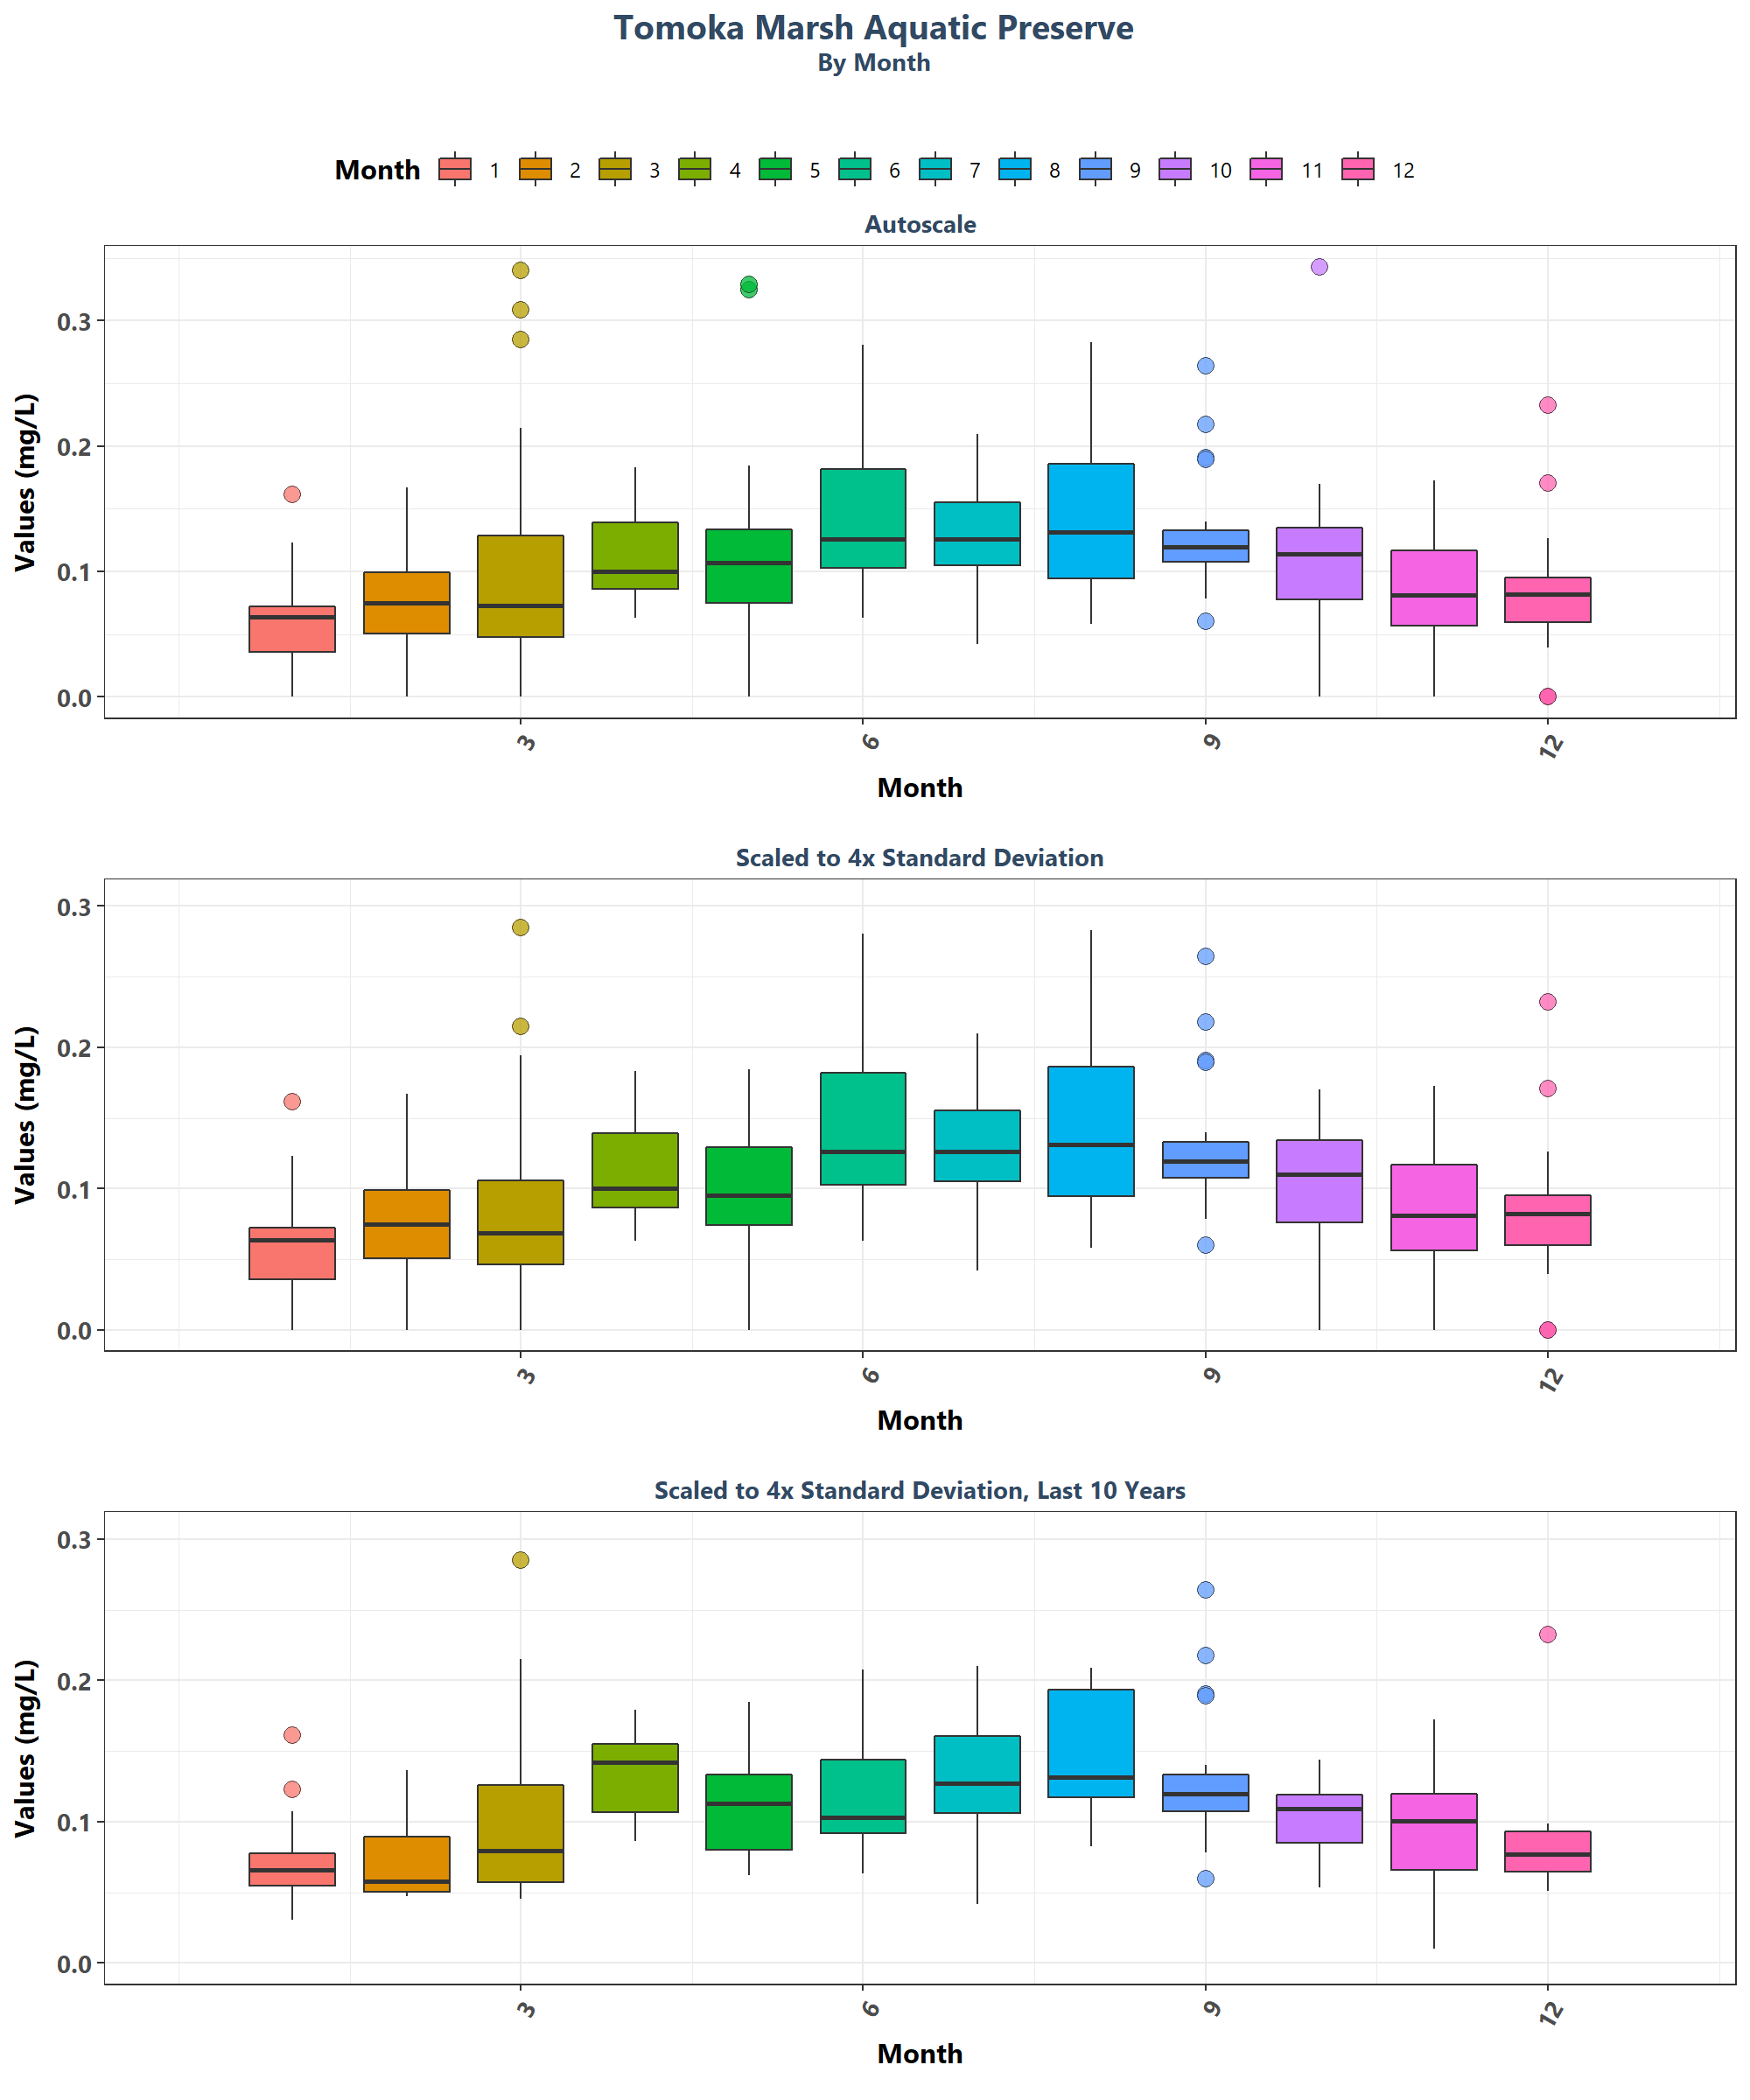 Tomoka Marsh Aquatic Preserve
By Month
Month 1 2 3 4 5 6 7 8 9 10 11 12
Autoscale
Values (mg/L)
0.3
0.2
0.1
0.0
3 6 9 12
Month
Scaled to 4x Standard Deviation
Values (mg/L)
0.3
0.2
0.1
0.0
3 6 9 12
Month
Scaled to 4x Standard Deviation, Last 10 Years
Values (mg/L)
0.3
0.2
0.1
0.0
3 6 9 12
Month